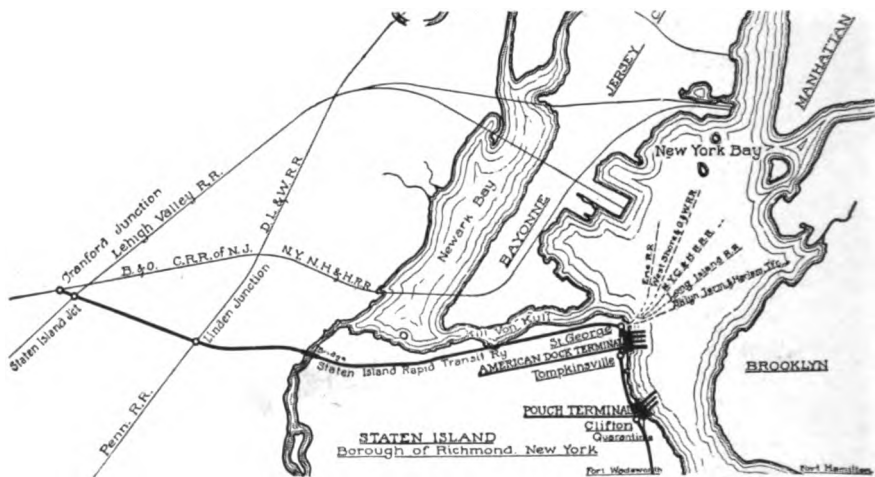 JERSEY
C.
MANHATTAN
New York Bay
Cranford Junction
Lehigh Valley R.R.
D.L.&W.R.R
Newark Bay
BAYONNE
Erie R.R.
West Shore & O.&W.R.R.
N.Y.C. & H.R.R.R.
Long Island R.R
B.&O. C.R.R. of N.J. N.Y. N.H & H.R.R.
Staten Island Jct
Linden Junction
Kill Von Kull
Bridge
Staten Island Rapid Transit Ry
St George
AMERICAN DOCK TERMINAL
Tompkinsville
BROOKLYN
Penn. R.R.
POUCH TERMINAL
Clifton
Quarantine
STATEN ISLAND
Borough of Richmond. New York
Fort Wadsworth
Fort Hamilton